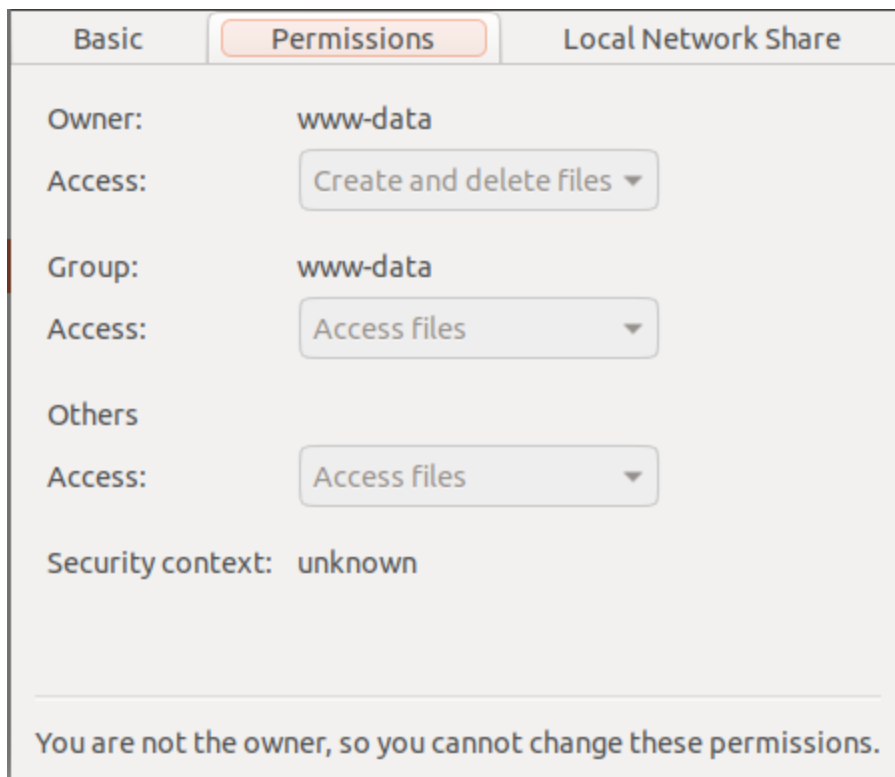 Basic Permissions Local Network Share
Owner: www-data
Access: Create and delete files
Group: www-data
Access: Access files
Others
Access: Access files
Security context: unknown
You are not the owner, so you cannot change these permissions.